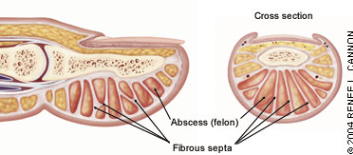 Cross section
Abscess (felon)
Fibrous septa
©2004 RENEE L. CANNON